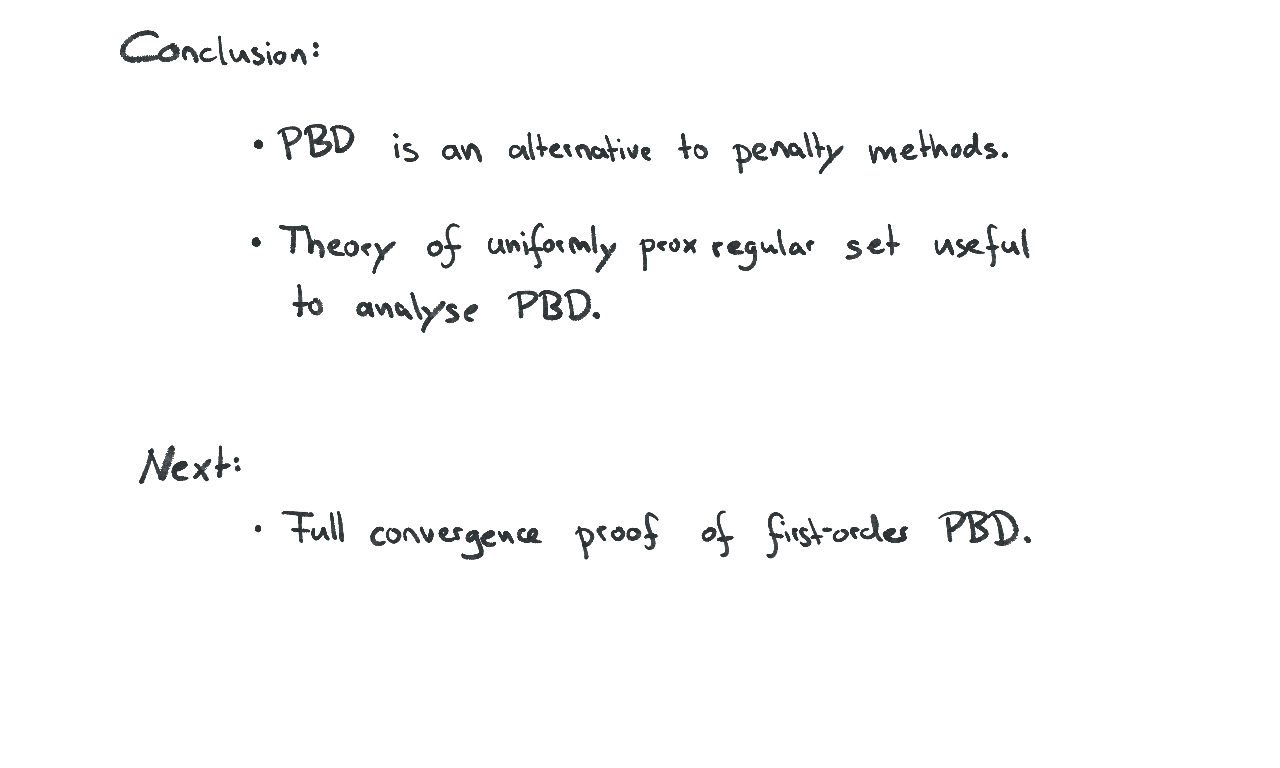 Conclusion:
• PBD is an alternative to penalty methods.
• Theory of uniformly prox regular set useful
to analyse PBD.
Next:
• Full convergence proof of first-order PBD.